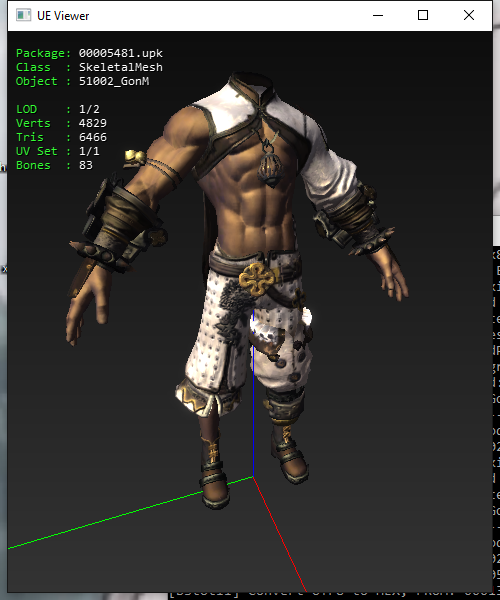 UE Viewer
Package: 00005481.upk
Class : SkeletalMesh
Object : 51002_GonM
LOD : 1/2
Verts : 4829
Tris : 6466
UV Set : 1/1
Bones : 83